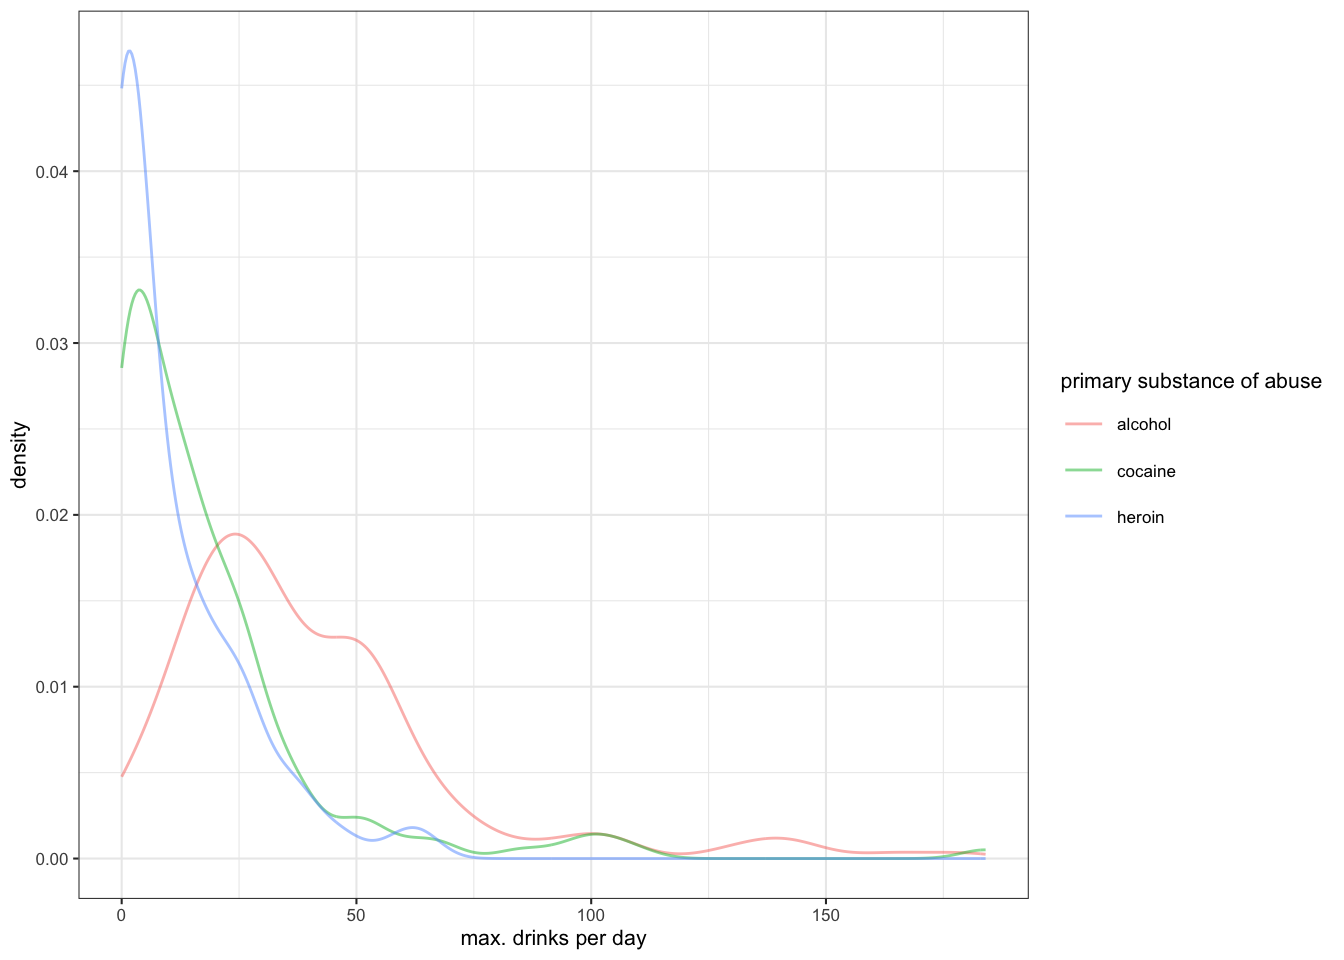 0.04
0.03
0.02
0.01
0.00
density
0
50
100
150
max. drinks per day
primary substance of abuse
alcohol
cocaine
heroin